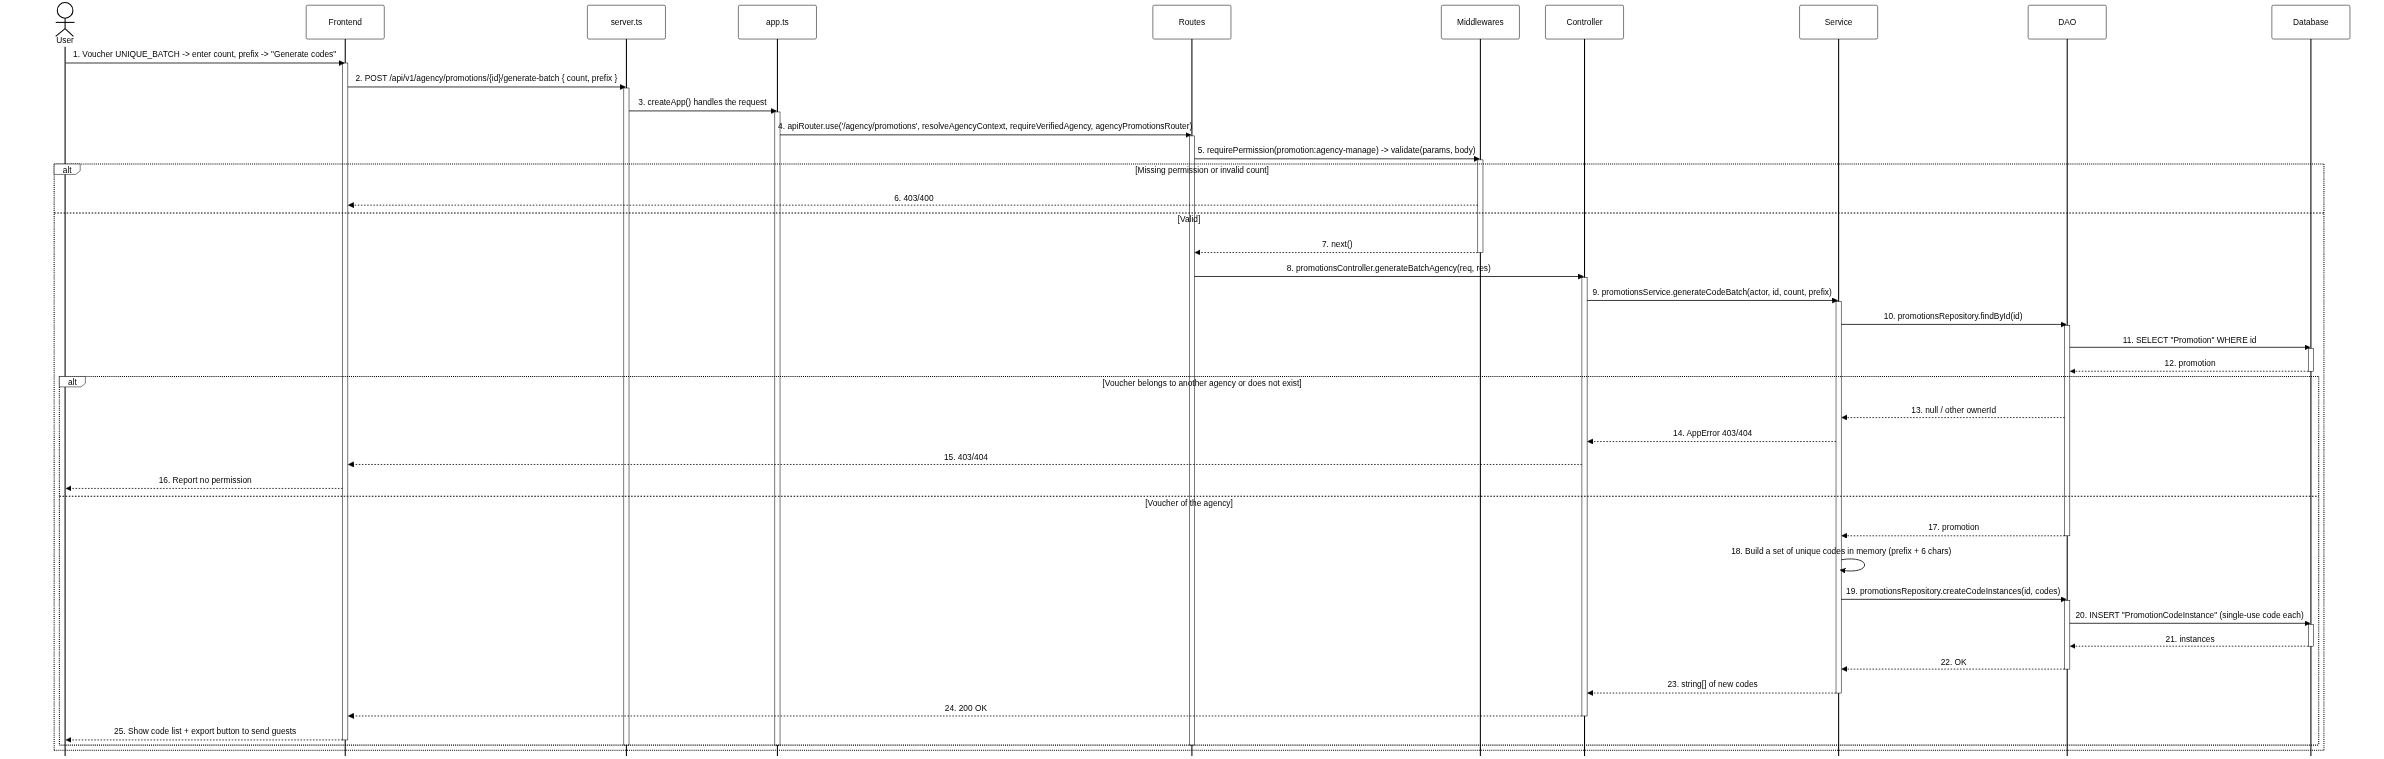 User
Frontend
server.ts
app.ts
Routes
Middlewares
Controller
Service
DAO
Database
1. Voucher UNIQUE_BATCH -> enter count, prefix -> "Generate codes"
2. POST /api/v1/agency/promotions/{id}/generate-batch { count, prefix }
3. createApp() handles the request
4. apiRouter.use('/agency/promotions', resolveAgencyContext, requireVerifiedAgency, agencyPromotionsRouter)
5. requirePermission(promotion:agency-manage) -> validate(params, body)
alt
[Missing permission or invalid count]
6. 403/400
[Valid]
7. next()
8. promotionsController.generateBatchAgency(req, res)
9. promotionsService.generateCodeBatch(actor, id, count, prefix)
10. promotionsRepository.findById(id)
11. SELECT "Promotion" WHERE id
12. promotion
alt
[Voucher belongs to another agency or does not exist]
13. null / other ownerId
14. AppError 403/404
15. 403/404
16. Report no permission
[Voucher of the agency]
17. promotion
18. Build a set of unique codes in memory (prefix + 6 chars)
19. promotionsRepository.createCodeInstances(id, codes)
20. INSERT "PromotionCodeInstance" (single-use code each)
21. instances
22. OK
23. string[] of new codes
24. 200 OK
25. Show code list + export button to send guests